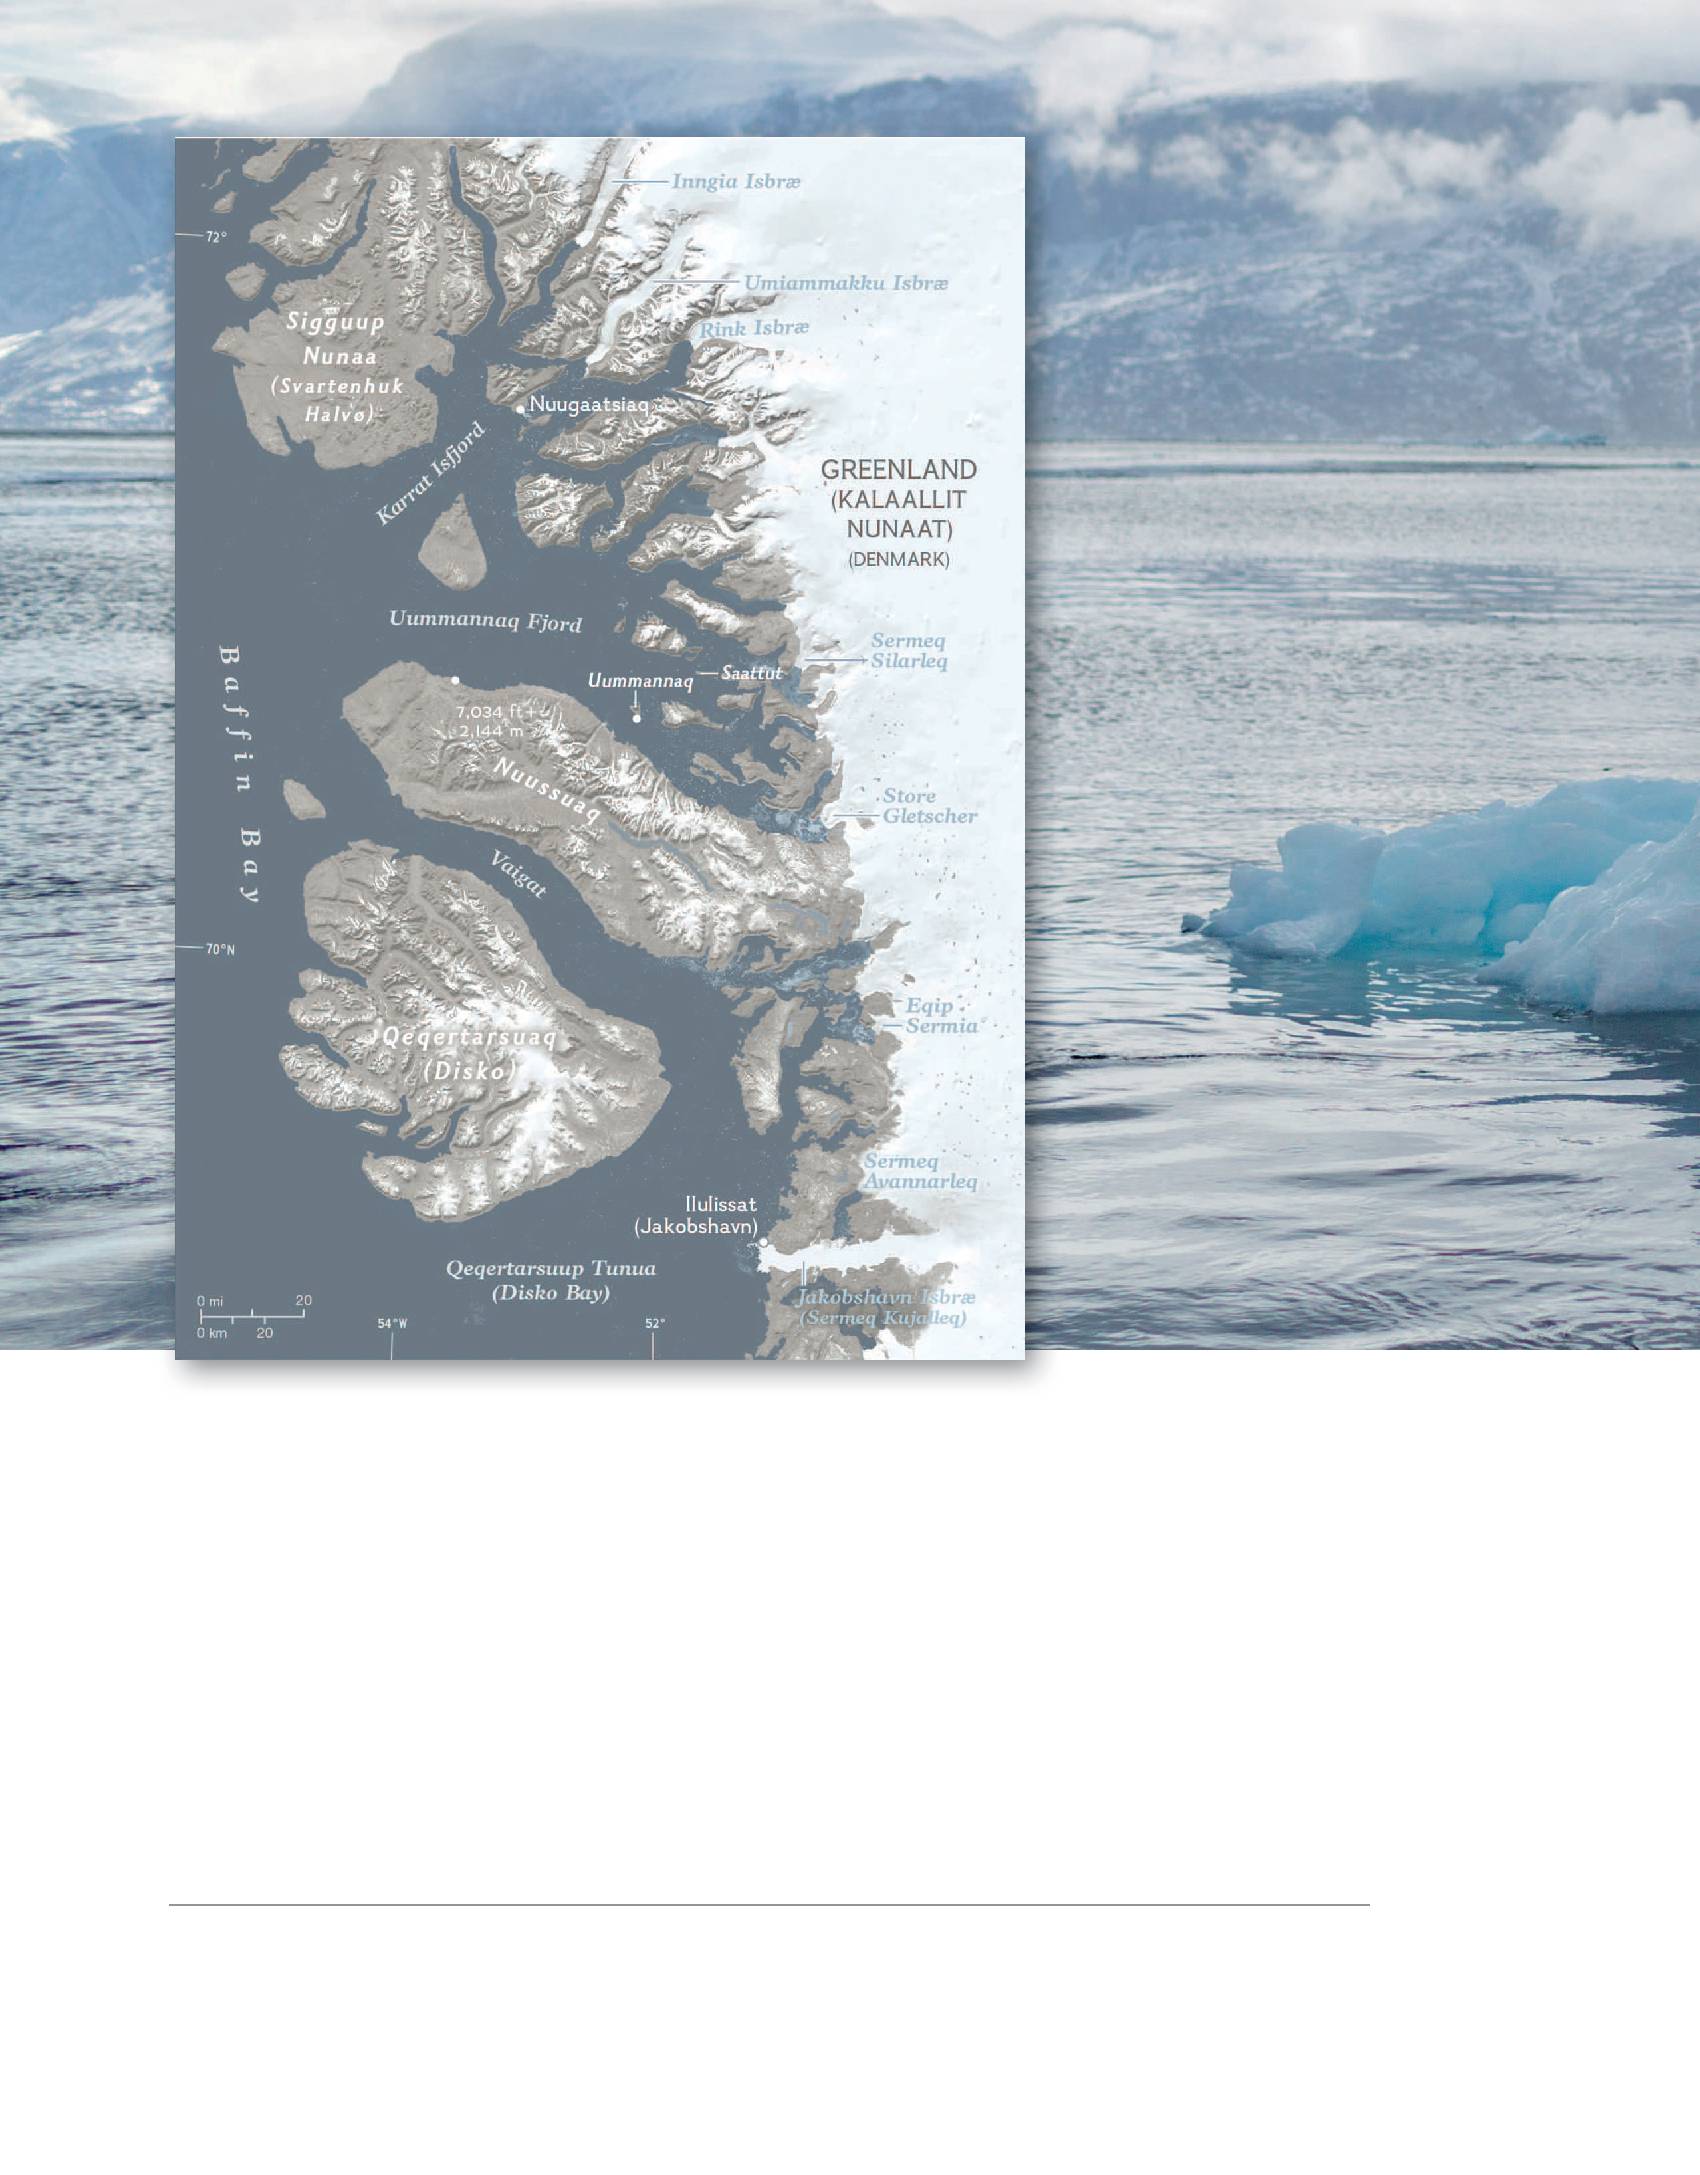 Inngia Isbræ
72°
Umiammakku Isbræ
Sigguup
Nunaa
(Svartenhuk
Halvø)
Rink Isbræ
Nuugaatsiaq
Karrat Isfjord
GREENLAND
(KALAALLIT
NUNAAT)
(DENMARK)
Uummannaq Fjord
Sermeq
Silarleq
Baffin Bay
Uummannaq
Saattut
7,034 ft+
2,144 m
Nuussuaq
Store
Gletscher
Vaigat
70°N
Eqip
Sermia
Qeqertarsuaq
(Disko)
Sermeq
Avannarleq
Ilulissat
(Jakobshavn)
Qeqertarsuup Tunua
(Disko Bay)
Jakobshavn Isbræ
(Sermeq Kujalleq)
0 mi 20
0 km 20
54°W
52°